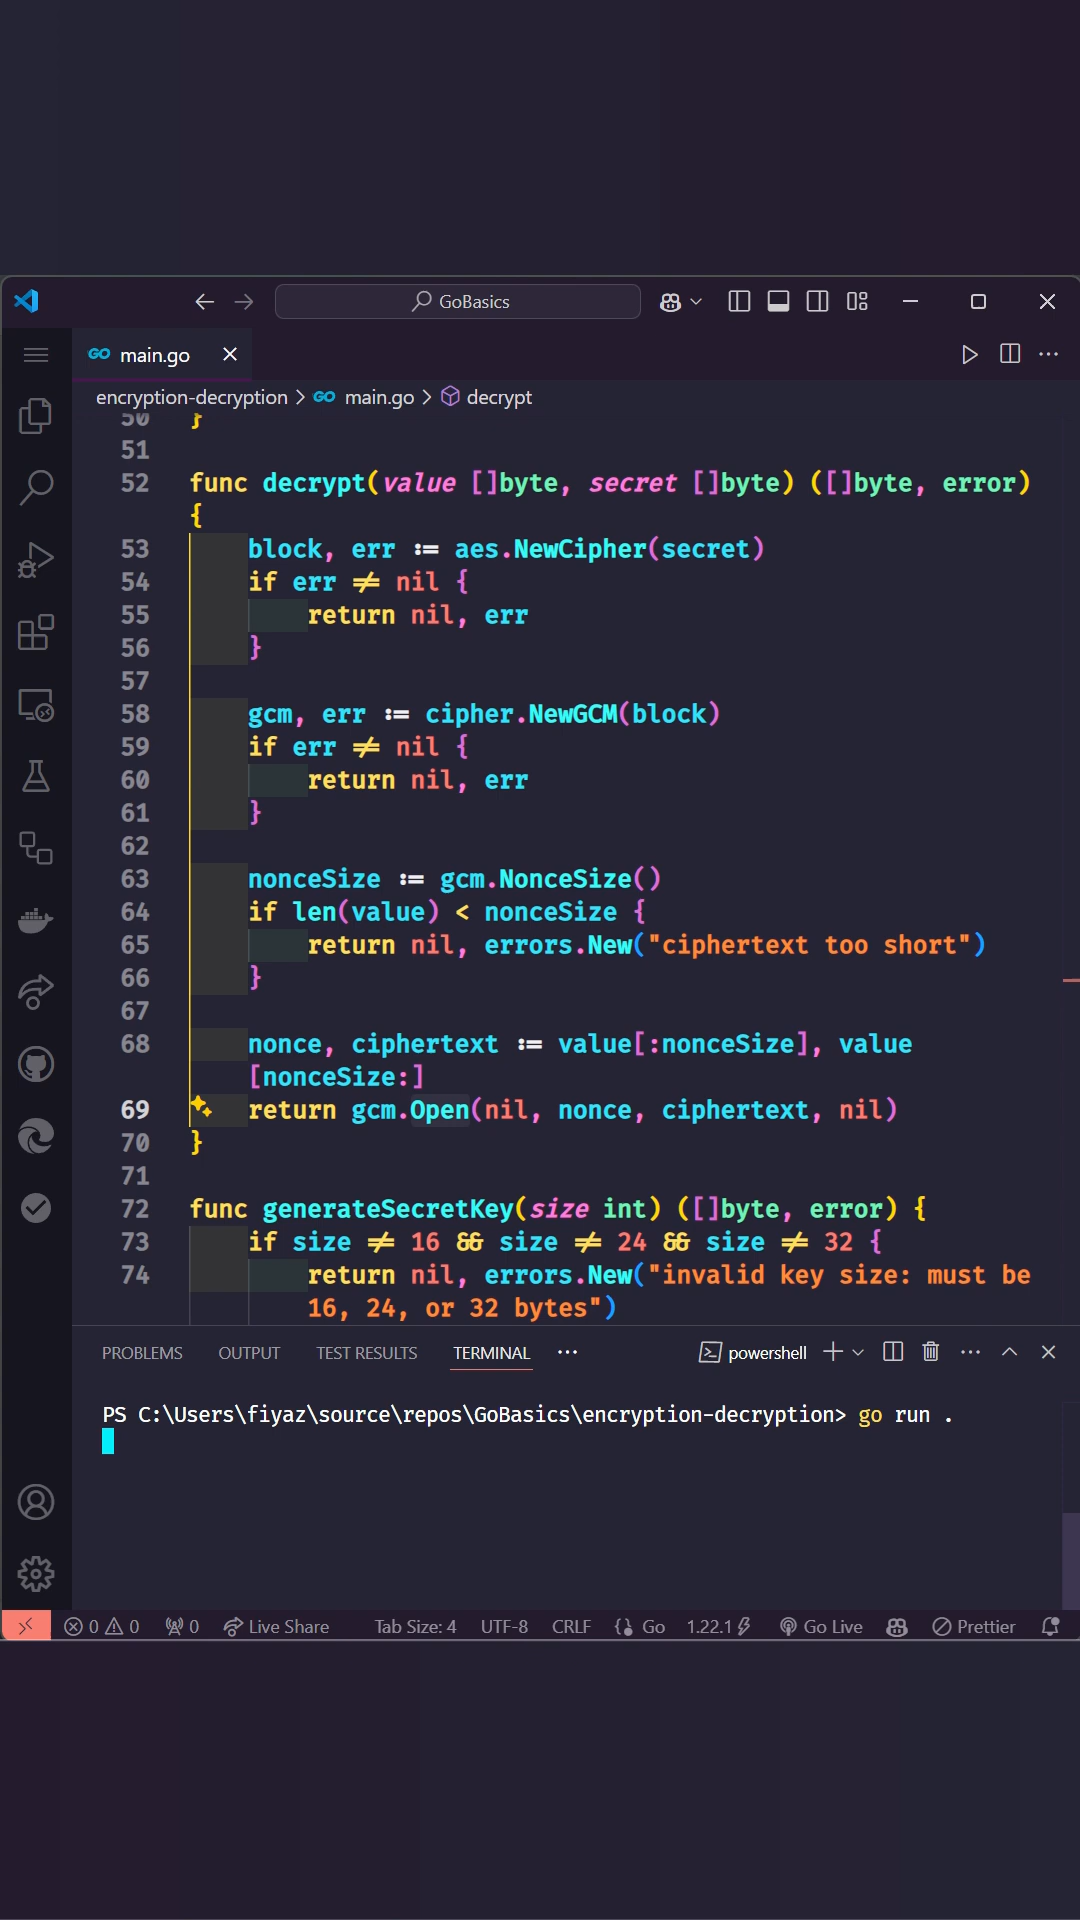 GoBasics
GO main.go
encryption-decryption > GO main.go > decrypt
50 }
51
52 func decrypt(value []byte, secret []byte) ([]byte, error)
{
53 block, err := aes.NewCipher(secret)
54 if err != nil {
55 return nil, err
56 }
57
58 gcm, err := cipher.NewGCM(block)
59 if err != nil {
60 return nil, err
61 }
62
63 nonceSize := gcm.NonceSize()
64 if len(value) < nonceSize {
65 return nil, errors.New("ciphertext too short")
66 }
67
68 nonce, ciphertext := value[:nonceSize], value
[nonceSize:]
69 return gcm.Open(nil, nonce, ciphertext, nil)
70 }
71
72 func generateSecretKey(size int) ([]byte, error) {
73 if size != 16 && size != 24 && size != 32 {
74 return nil, errors.New("invalid key size: must be
16, 24, or 32 bytes")
PROBLEMS OUTPUT TEST RESULTS TERMINAL ... powershell
PS C:\Users\fiyaz\source\repos\GoBasics\encryption-decryption> go run .
0 0 0 Live Share Tab Size: 4 UTF-8 CRLF {} Go 1.22.1 Go Live Prettier